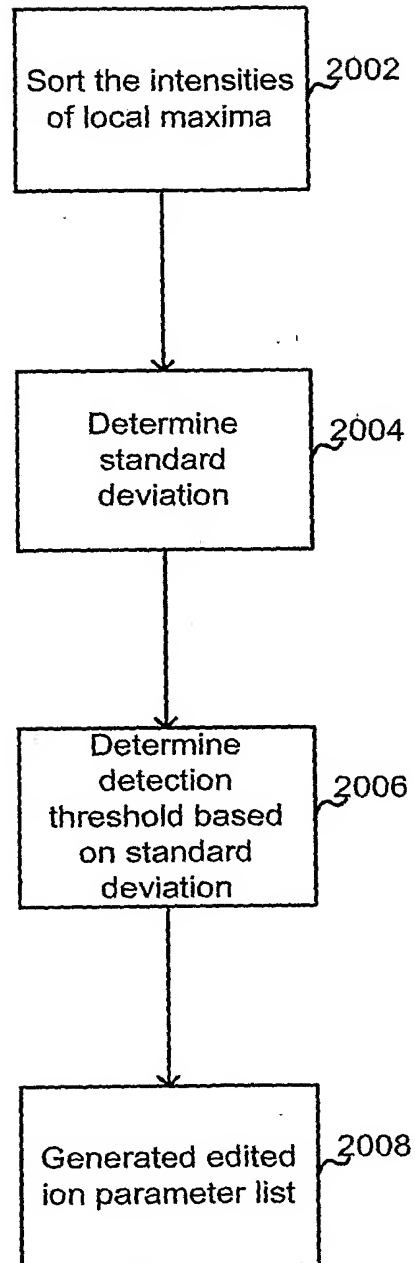 Sort the intensities
of local maxima
2002
Determine
standard
deviation
2004
Determine
detection
threshold based
on standard
deviation
2006
Generated edited
ion parameter list
2008